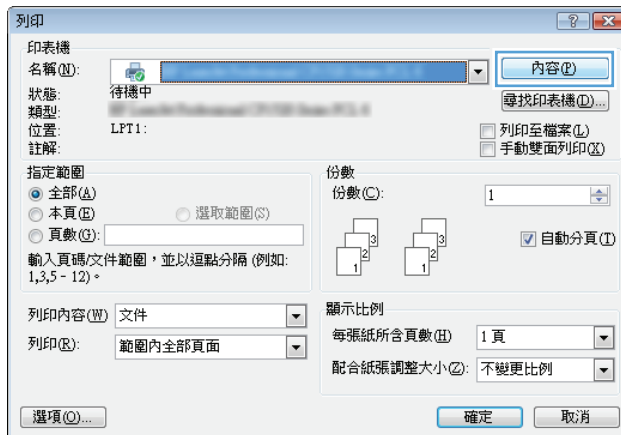 列印
印表機
名稱(N):
內容(P)
狀態: 待機中
尋找印表機(D)...
類型:
位置: LPT1:
列印至檔案(L)
註解:
手動雙面列印(X)
指定範圍
全部(A)
本頁(E) 選取範圍(S)
頁數(G):
輸入頁碼/文件範圍，並以逗點分隔 (例如:
1,3,5 - 12)。
份數
份數(C): 1
3 3
2 2
1 1
自動分頁(T)
列印內容(W) 文件
列印(R): 範圍內全部頁面
顯示比例
每張紙所含頁數(H) 1 頁
配合紙張調整大小(Z): 不變更比例
選項(O)...
確定 取消